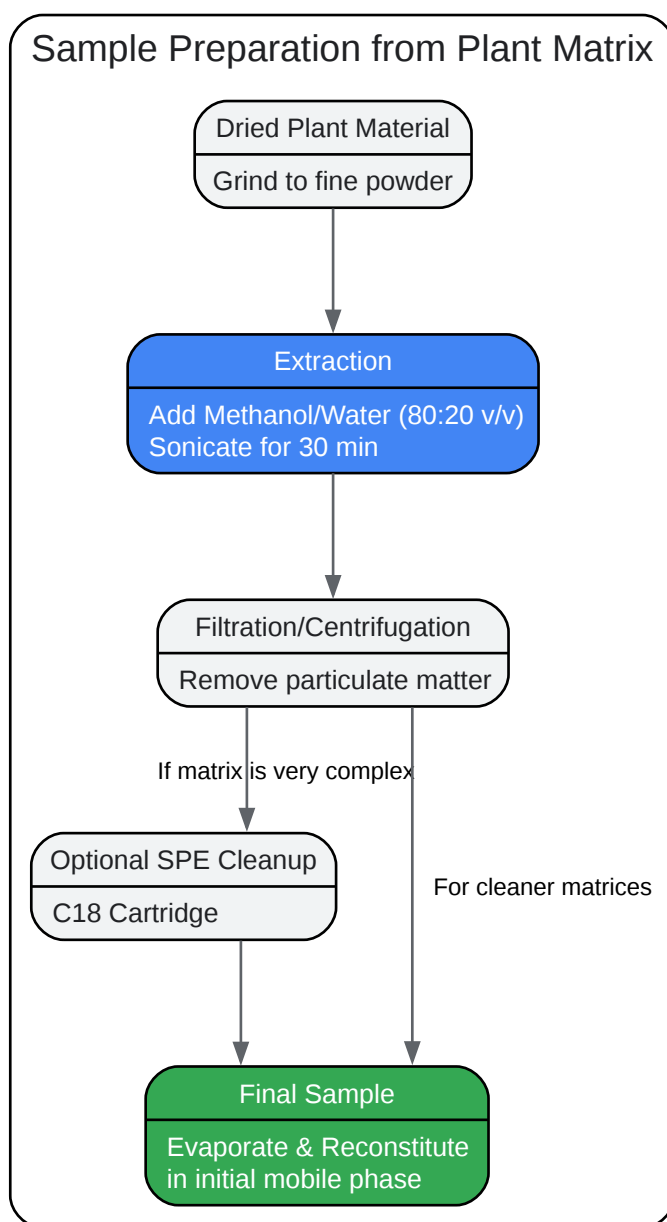 Sample Preparation from Plant Matrix
Dried Plant Material
Grind to fine powder
Extraction
Add Methanol/Water (80:20 v/v)
Sonicate for 30 min
Filtration/Centrifugation
Remove particulate matter
If matrix is very complex
Optional SPE Cleanup
C18 Cartridge
For cleaner matrices
Final Sample
Evaporate & Reconstitute
in initial mobile phase